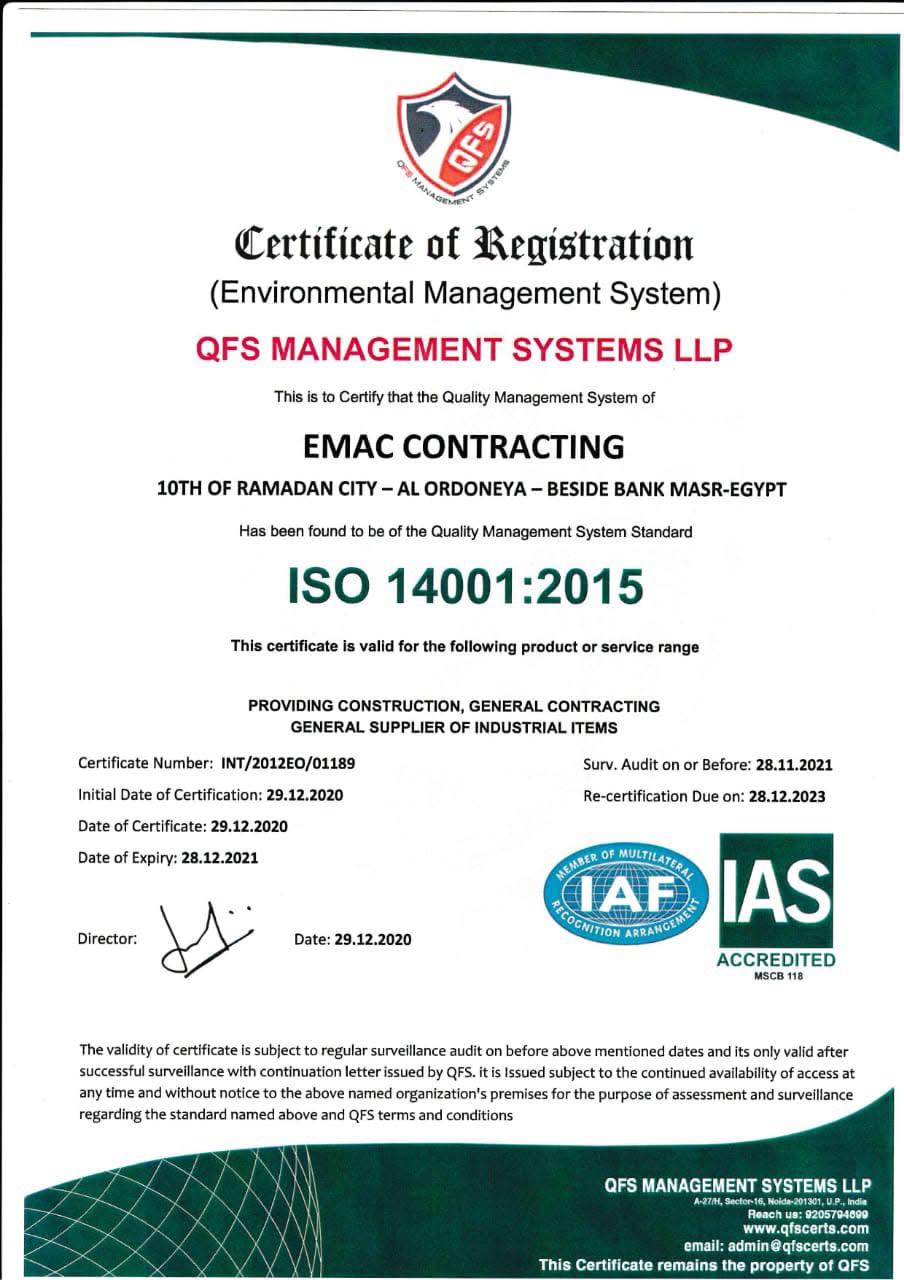 QFS
QFS MANAGEMENT SYSTEMS
Certificate of Registration
(Environmental Management System)
QFS MANAGEMENT SYSTEMS LLP
This is to Certify that the Quality Management System of
EMAC CONTRACTING
10TH OF RAMADAN CITY – AL ORDONEYA – BESIDE BANK MASR-EGYPT
Has been found to be of the Quality Management System Standard
ISO 14001:2015
This certificate is valid for the following product or service range
PROVIDING CONSTRUCTION, GENERAL CONTRACTING
GENERAL SUPPLIER OF INDUSTRIAL ITEMS
Certificate Number: INT/2012EO/01189
Surv. Audit on or Before: 28.11.2021
Initial Date of Certification: 29.12.2020
Re-certification Due on: 28.12.2023
Date of Certificate: 29.12.2020
Date of Expiry: 28.12.2021
MEMBER OF MULTILATERAL
IAF
RECOGNITION ARRANGEMENT
IAS
ACCREDITED
MSCB 118
Director:
Date: 29.12.2020
The validity of certificate is subject to regular surveillance audit on before above mentioned dates and its only valid after
successful surveillance with continuation letter issued by QFS. it is Issued subject to the continued availability of access at
any time and without notice to the above named organization's premises for the purpose of assessment and surveillance
regarding the standard named above and QFS terms and conditions
QFS MANAGEMENT SYSTEMS LLP
A-27/H, Sector-16, Noida-201301, U.P., India
Reach us: 9205794699
www.qfscerts.com
email: admin@qfscerts.com
This Certificate remains the property of QFS